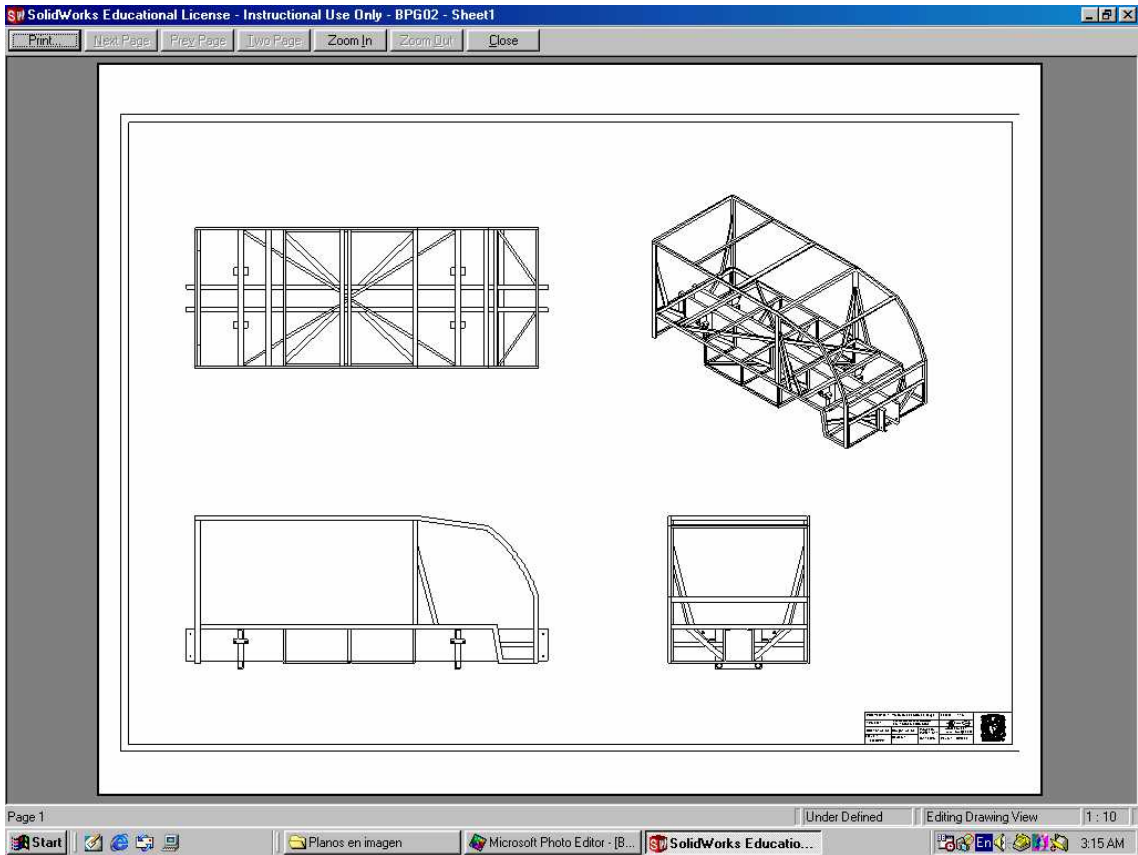 SolidWorks Educational License - Instructional Use Only - BPG02 - Sheet1
Print... Next Page Prev Page Two Page Zoom In Zoom Out Close
Page 1 Under Defined Editing Drawing View 1 : 10
Start Planos en imagen Microsoft Photo Editor - [B... SolidWorks Educatio... En 3:15 AM